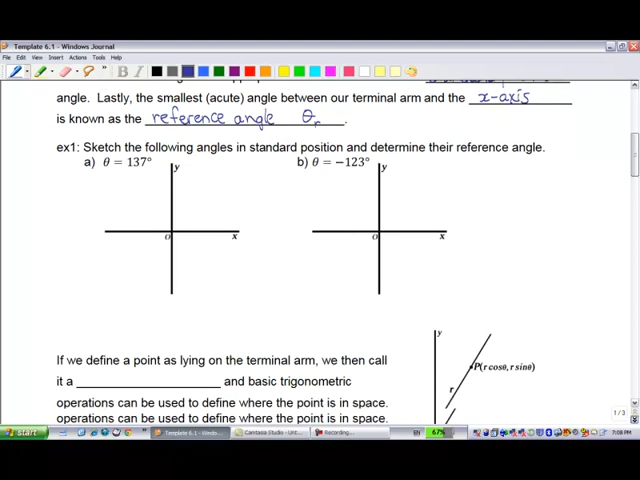 Template 6.1 - Windows Journal
File Edit View Insert Actions Tools Help
B I
angle. Lastly, the smallest (acute) angle between our terminal arm and the x-axis
is known as the reference angle θr.
ex1: Sketch the following angles in standard position and determine their reference angle.
a) θ = 137° b) θ = −123°
y y
O x O x
If we define a point as lying on the terminal arm, we then call
it a ____________ and basic trigonometric
operations can be used to define where the point is in space.
operations can be used to define where the point is in space.
y
P(r cosθ, r sinθ)
r
1 / 3
start Template 6.1 - Windo... Camtasia Studio - Unt... Recording... EN 67% 7:08 PM